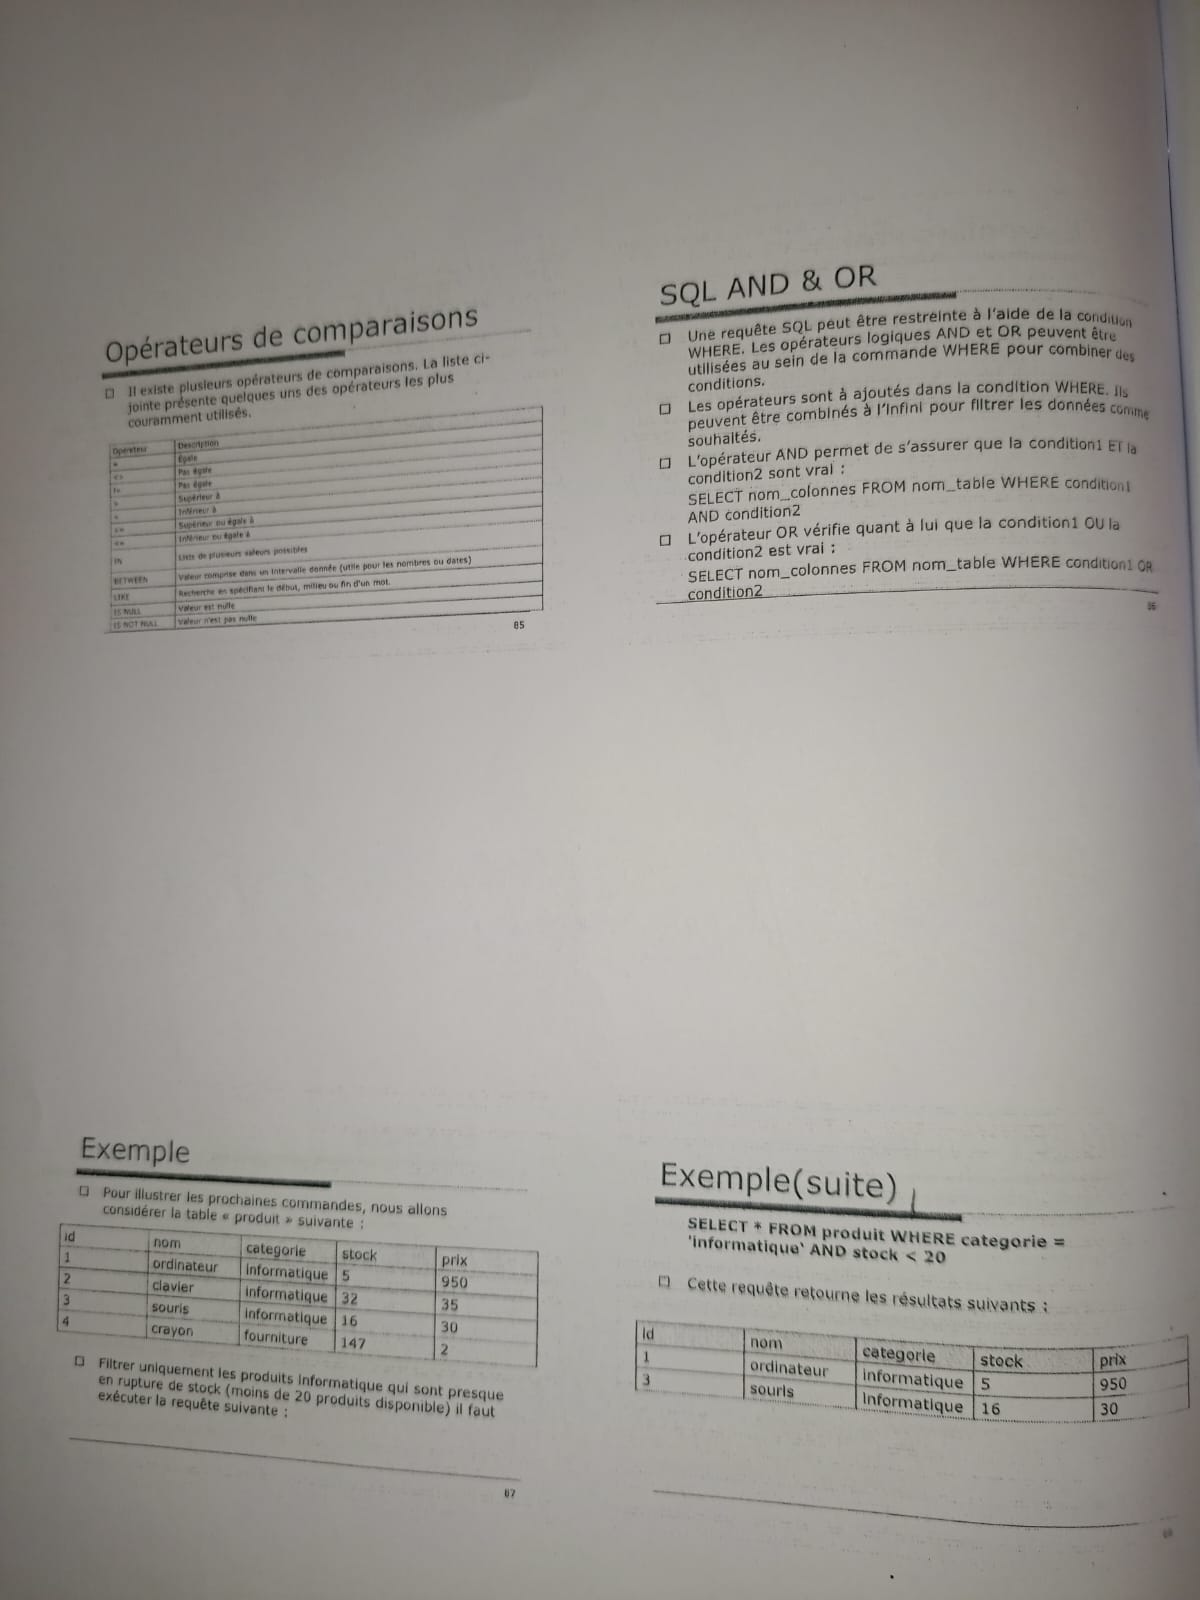 Opérateurs de comparaisons
Il existe plusieurs opérateurs de comparaisons. La liste ci-
jointe présente quelques uns des opérateurs les plus
couramment utilisés.
Opérateur Description
= Égale
<> Pas égale
!= Pas égale
> Supérieur à
< Inférieur à
>= Supérieur ou égale à
<= Inférieur ou égale à
IN Liste de plusieurs valeurs possibles
BETWEEN Valeur comprise dans un intervalle donnée (utile pour les nombres ou dates)
LIKE Recherche en spécifiant le début, milieu ou fin d'un mot.
IS NULL Valeur est nulle
IS NOT NULL Valeur n'est pas nulle
85
SQL AND & OR
Une requête SQL peut être restreinte à l'aide de la condition
WHERE. Les opérateurs logiques AND et OR peuvent être
utilisées au sein de la commande WHERE pour combiner des
conditions.
Les opérateurs sont à ajoutés dans la condition WHERE. Ils
peuvent être combinés à l'infini pour filtrer les données comme
souhaités.
L'opérateur AND permet de s'assurer que la condition1 ET la
condition2 sont vrai :
SELECT nom_colonnes FROM nom_table WHERE condition1
AND condition2
L'opérateur OR vérifie quant à lui que la condition1 OU la
condition2 est vrai :
SELECT nom_colonnes FROM nom_table WHERE condition1 OR
condition2
86
Exemple
Pour illustrer les prochaines commandes, nous allons
considérer la table « produit » suivante :
id nom categorie stock prix
1 ordinateur informatique 5 950
2 clavier informatique 32 35
3 souris informatique 16 30
4 crayon fourniture 147 2
Filtrer uniquement les produits informatique qui sont presque
en rupture de stock (moins de 20 produits disponible) il faut
exécuter la requête suivante :
87
Exemple(suite)
SELECT * FROM produit WHERE categorie =
'informatique' AND stock < 20
Cette requête retourne les résultats suivants :
id nom categorie stock prix
1 ordinateur informatique 5 950
3 souris informatique 16 30